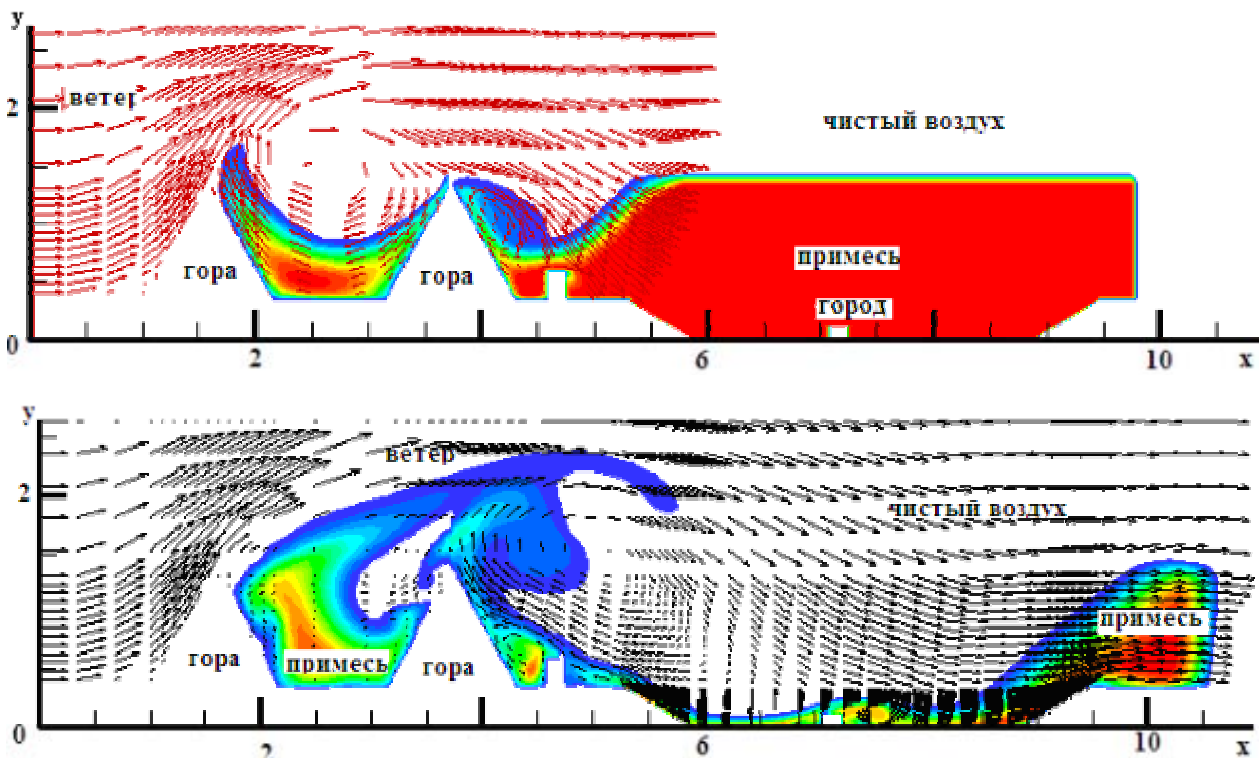 y
ветер
2
чистый воздух
гора
гора
примесь
город
0
2
6
10
x
y
ветер
2
чистый воздух
примесь
гора
примесь
гора
0
2
6
10
x